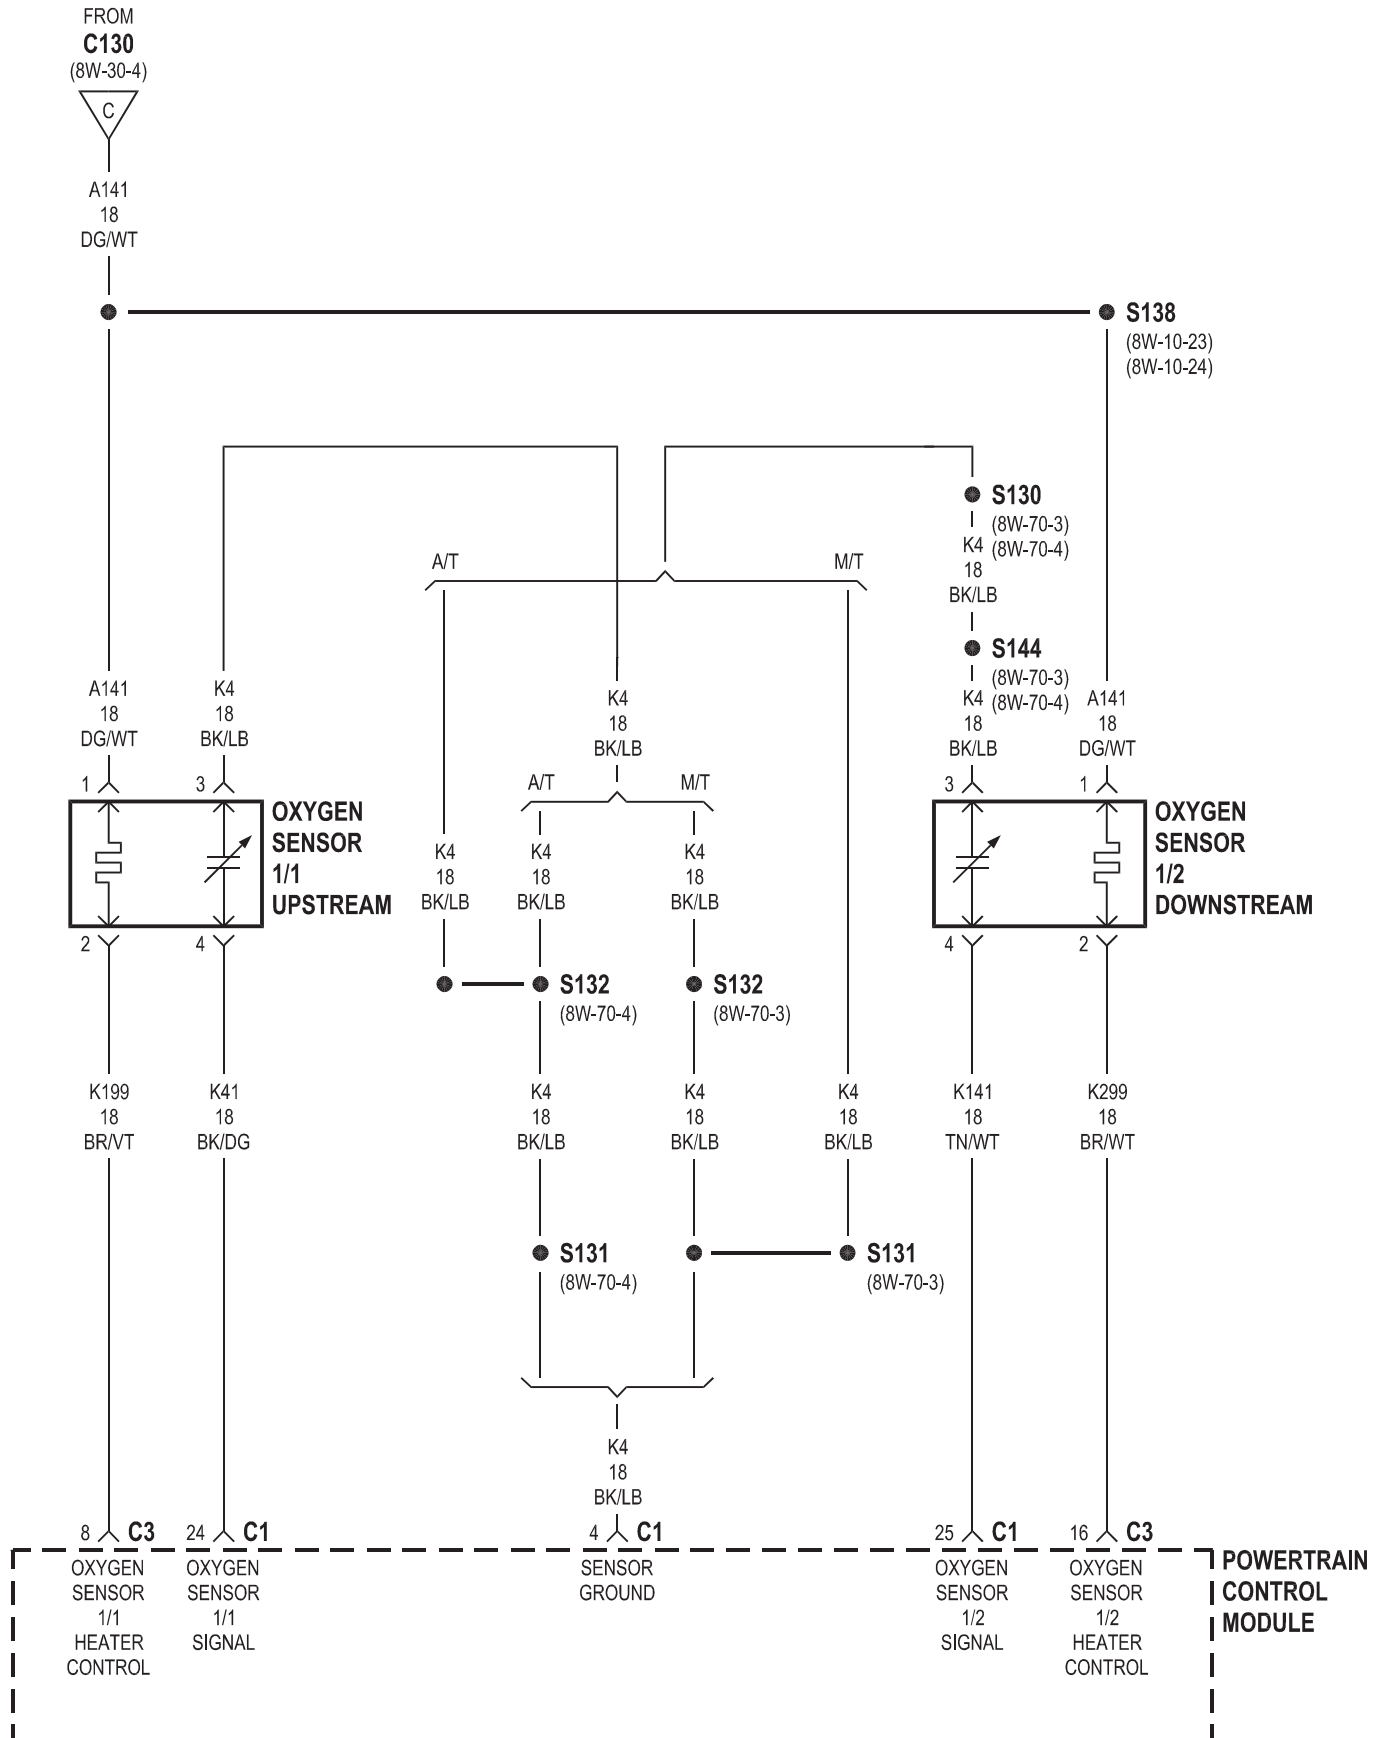 FROM
C130
(8W-30-4)
C
A141
18
DG/WT
S138
(8W-10-23)
(8W-10-24)
S130
(8W-70-3)
(8W-70-4)
K4
18
BK/LB
A/T
M/T
S144
(8W-70-3)
(8W-70-4)
A141
18
DG/WT
K4
18
BK/LB
K4
18
BK/LB
K4
18
BK/LB
A141
18
DG/WT
1
3
A/T
M/T
3
1
OXYGEN
SENSOR
1/1
UPSTREAM
K4
18
BK/LB
K4
18
BK/LB
K4
18
BK/LB
OXYGEN
SENSOR
1/2
DOWNSTREAM
2
4
4
2
S132
(8W-70-4)
S132
(8W-70-3)
K199
18
BR/VT
K41
18
BK/DG
K4
18
BK/LB
K4
18
BK/LB
K4
18
BK/LB
K141
18
TN/WT
K299
18
BR/WT
S131
(8W-70-4)
S131
(8W-70-3)
K4
18
BK/LB
8
C3
24
C1
4
C1
25
C1
16
C3
OXYGEN
SENSOR
1/1
HEATER
CONTROL
OXYGEN
SENSOR
1/1
SIGNAL
SENSOR
GROUND
OXYGEN
SENSOR
1/2
SIGNAL
OXYGEN
SENSOR
1/2
HEATER
CONTROL
POWERTRAIN
CONTROL
MODULE